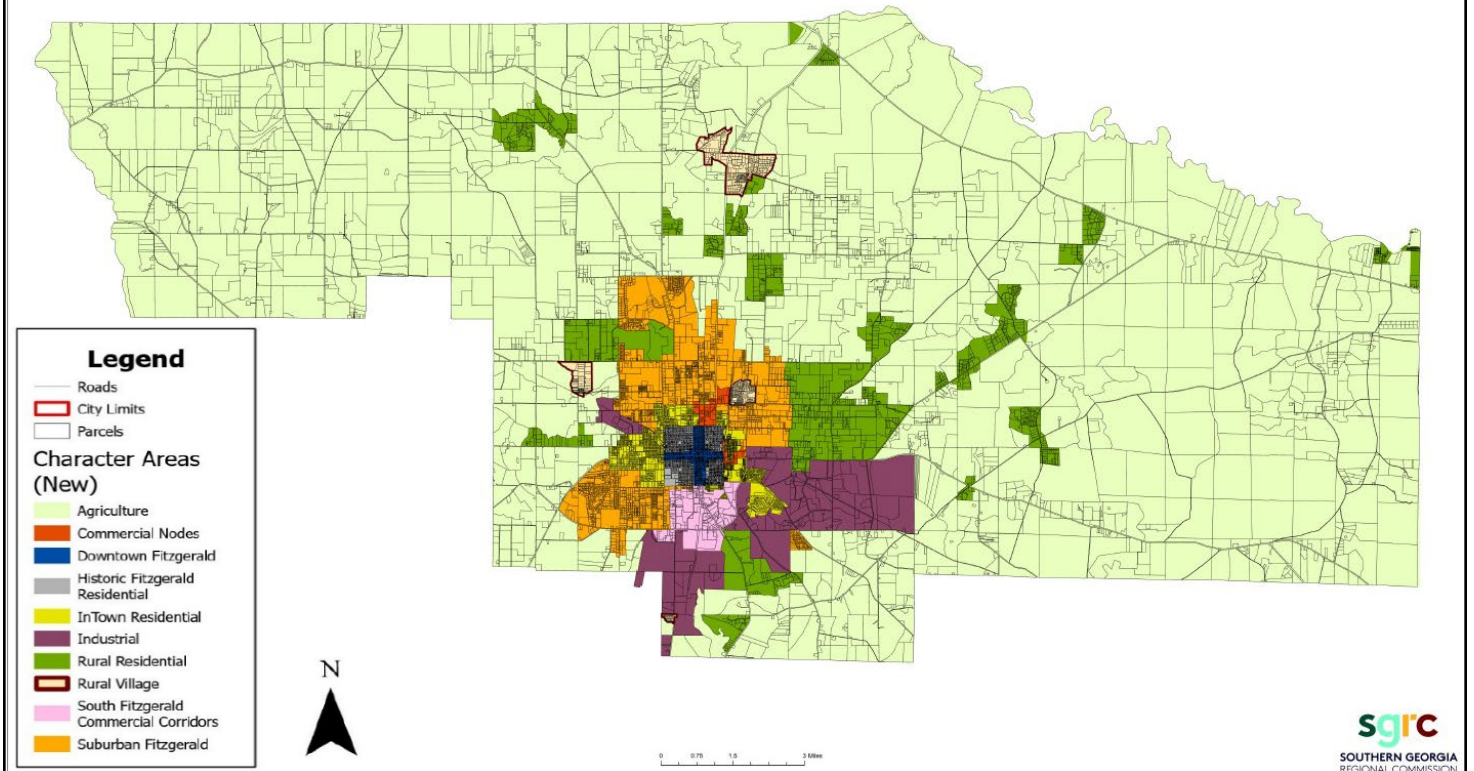 Legend
Roads
City Limits
Parcels
Character Areas
(New)
Agriculture
Commercial Nodes
Downtown Fitzgerald
Historic Fitzgerald
Residential
InTown Residential
Industrial
Rural Residential
Rural Village
South Fitzgerald
Commercial Corridors
Suburban Fitzgerald
N
0 0.75 1.5 3 Miles
sgrc
SOUTHERN GEORGIA
REGIONAL COMMISSION